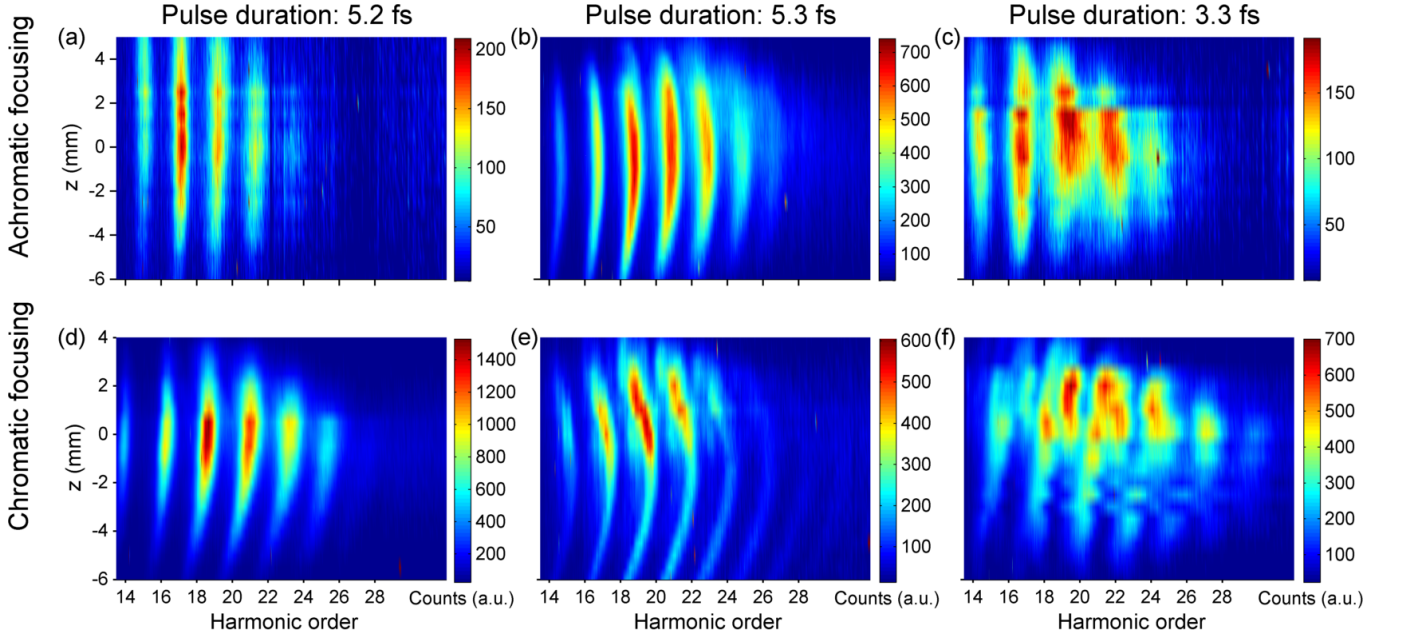 Pulse duration: 5.2 fs
Pulse duration: 5.3 fs
Pulse duration: 3.3 fs
Achromatic focusing
(a)
z (mm)
4
2
0
-2
-4
-6
200
150
100
50
(b)
700
600
500
400
300
200
100
(c)
150
100
50
Chromatic focusing
(d)
z (mm)
4
2
0
-2
-4
-6
14 16 18 20 22 24 26 28
Harmonic order
1400
1200
1000
800
600
400
200
Counts (a.u.)
(e)
14 16 18 20 22 24 26 28
Harmonic order
600
500
400
300
200
100
Counts (a.u.)
(f)
14 16 18 20 22 24 26 28
Harmonic order
700
600
500
400
300
200
100
Counts (a.u.)